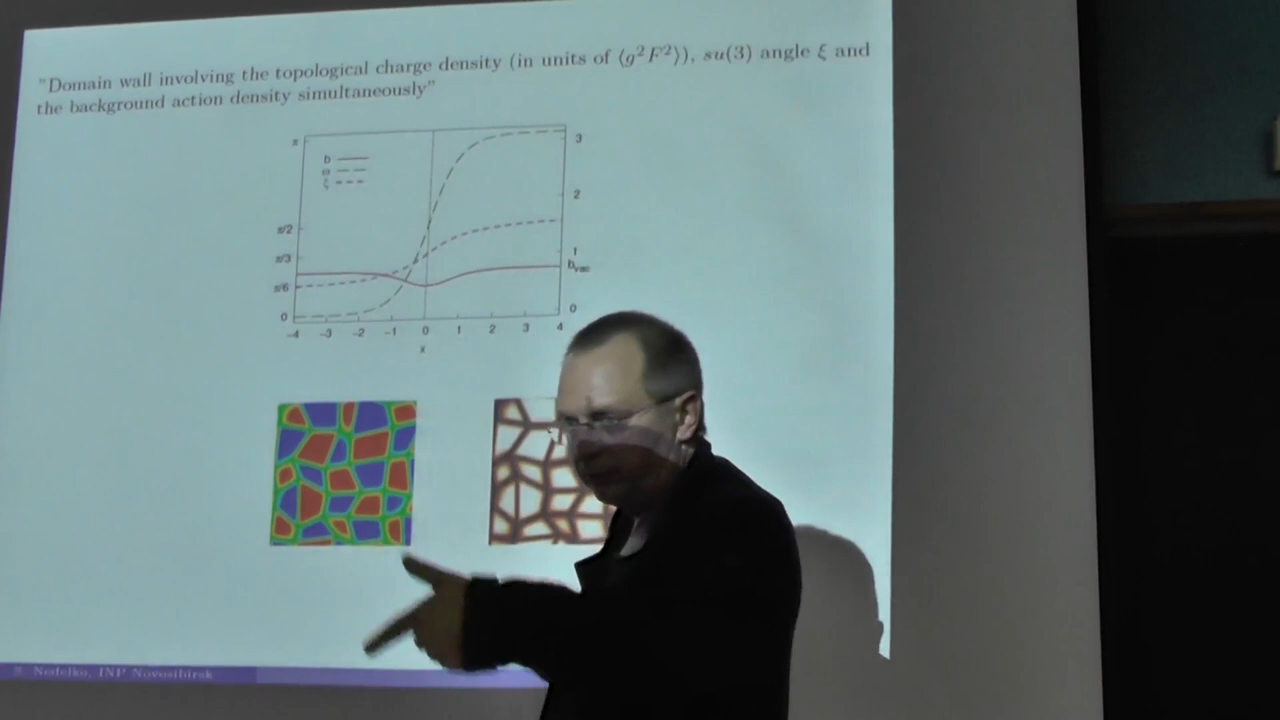 "Domain wall involving the topological charge density (in units of ⟨g²F²⟩), su(3) angle ξ and
the background action density simultaneously"
π
π/2
π/3
π/6
0
b
ω
ξ
3
2
1
b_vac
0
-4 -3 -2 -1 0 1 2 3 4
x
Nedelko, INP Novosibirsk